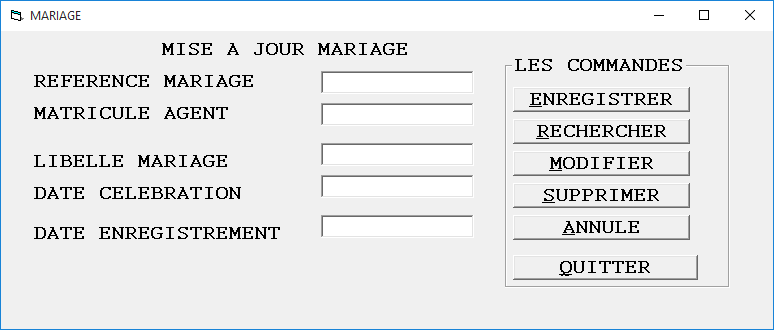 MARIAGE
MISE A JOUR MARIAGE
REFERENCE MARIAGE
MATRICULE AGENT
LIBELLE MARIAGE
DATE CELEBRATION
DATE ENREGISTREMENT
LES COMMANDES
ENREGISTRER
RECHERCHER
MODIFIER
SUPPRIMER
ANNULE
QUITTER